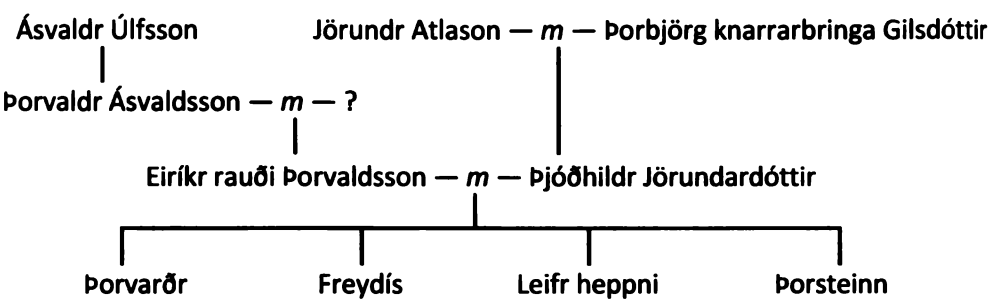 Ásvaldr Úlfsson Jörundr Atlason — m — Þorbjörg knarrarbringa Gilsdóttir
Þorvaldr Ásvaldsson — m — ?
Eiríkr rauði Þorvaldsson — m — Þjóðhildr Jörundardóttir
Þorvarðr Freydís Leifr heppni Þorsteinn